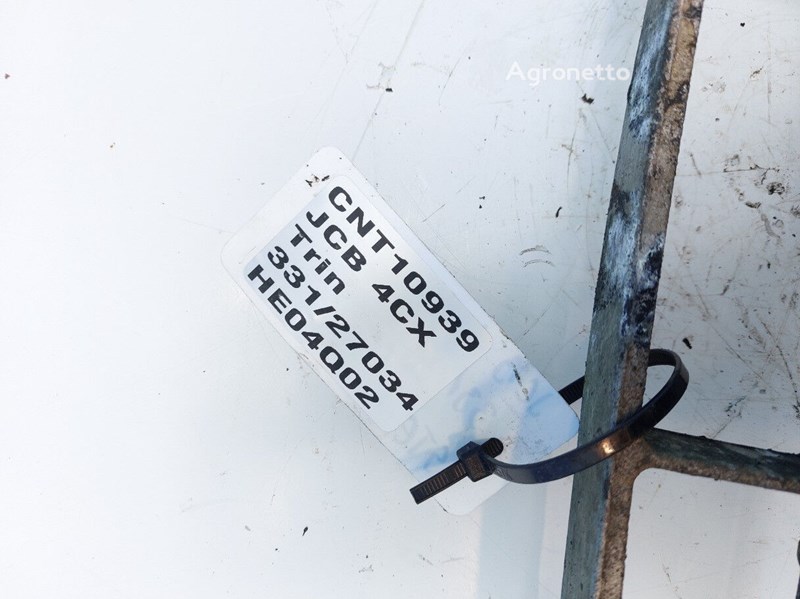 Agronetto
CNT10939
JCB 4CX
Trin
331/27034
HE04Q02